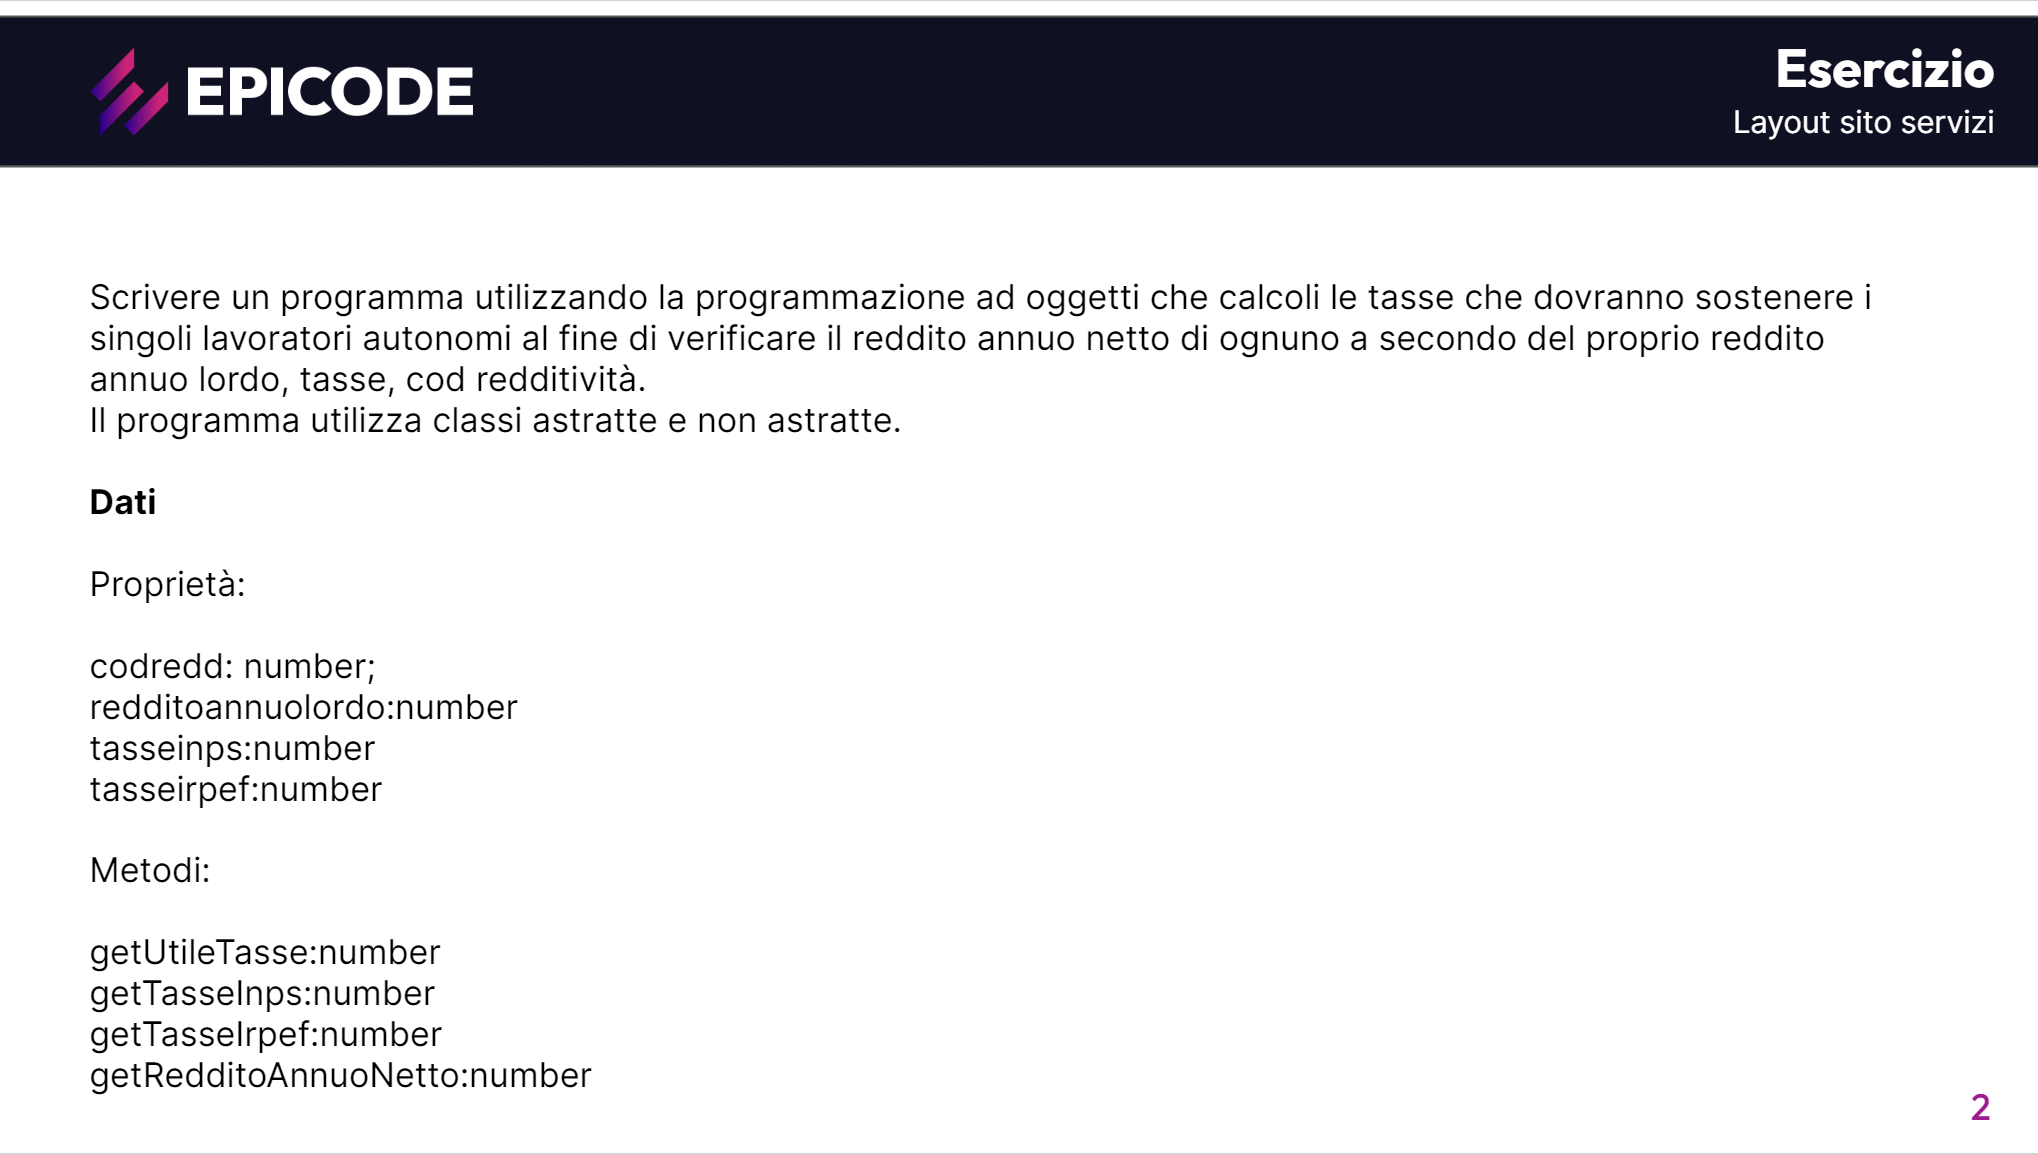 EPICODE
Esercizio
Layout sito servizi
Scrivere un programma utilizzando la programmazione ad oggetti che calcoli le tasse che dovranno sostenere i
singoli lavoratori autonomi al fine di verificare il reddito annuo netto di ognuno a secondo del proprio reddito
annuo lordo, tasse, cod redditività.
Il programma utilizza classi astratte e non astratte.
Dati
Proprietà:
codredd: number;
redditoannuolordo:number
tasseinps:number
tasseirpef:number
Metodi:
getUtileTasse:number
getTasseInps:number
getTasseIrpef:number
getRedditoAnnuoNetto:number
2